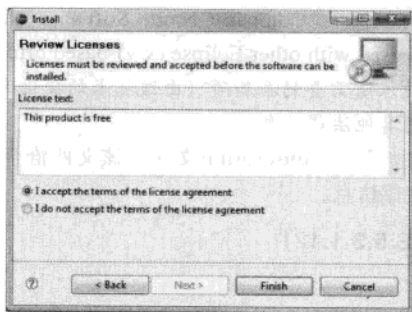 Install
Review Licenses
Licenses must be reviewed and accepted before the software can be
installed.
License text:
This product is free
I accept the terms of the license agreement
I do not accept the terms of the license agreement
< Back
Next >
Finish
Cancel